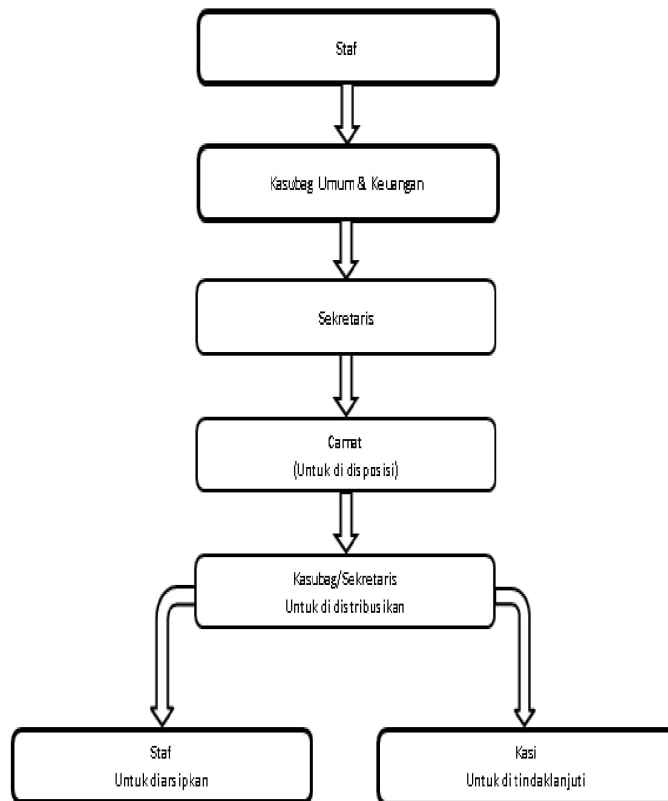 Staf
Kasubag Umum & Keuangan
Sekretaris
Camat
(Untuk di disposisi)
Kasubag/Sekretaris
Untuk di distribusikan
Staf
Untuk diarsipkan
Kasi
Untuk di tindaklanjuti